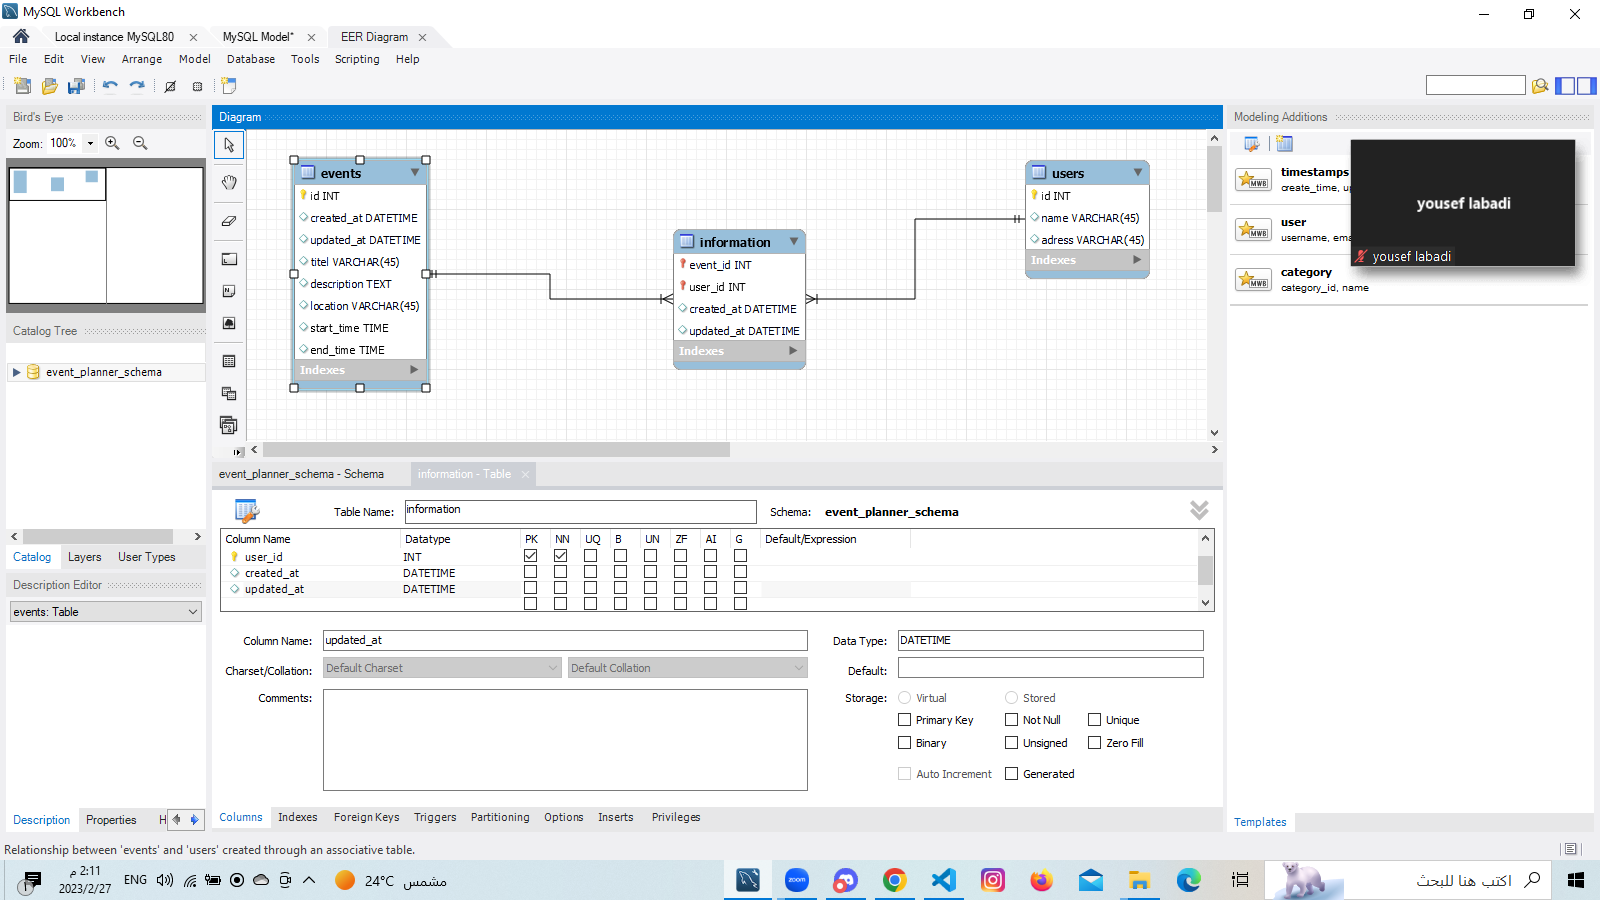 MySQL Workbench
Local instance MySQL80
MySQL Model*
EER Diagram
File Edit View Arrange Model Database Tools Scripting Help
Bird's Eye
Zoom: 100%
Diagram
Modeling Additions
events
id INT
created_at DATETIME
updated_at DATETIME
titel VARCHAR(45)
description TEXT
location VARCHAR(45)
start_time TIME
end_time TIME
Indexes
information
event_id INT
user_id INT
created_at DATETIME
updated_at DATETIME
Indexes
users
id INT
name VARCHAR(45)
adress VARCHAR(45)
Indexes
timestamps
create_time, u
user
username, ema
category
category_id, name
MWB
MWB
MWB
yousef labadi
yousef labadi
Catalog Tree
event_planner_schema
Catalog Layers User Types
Description Editor
events: Table
Description Properties H
event_planner_schema - Schema
information - Table
Table Name: information
Schema: event_planner_schema
Column Name Datatype PK NN UQ B UN ZF AI G Default/Expression
user_id INT
created_at DATETIME
updated_at DATETIME
Column Name: updated_at
Data Type: DATETIME
Charset/Collation: Default Charset Default Collation
Default:
Comments:
Storage: Virtual Stored
Primary Key Not Null Unique
Binary Unsigned Zero Fill
Auto Increment Generated
Columns Indexes Foreign Keys Triggers Partitioning Options Inserts Privileges
Templates
Relationship between 'events' and 'users' created through an associative table.
1
2:11 م
2023/2/27
ENG
24°C مشمس
zoom
اكتب هنا للبحث